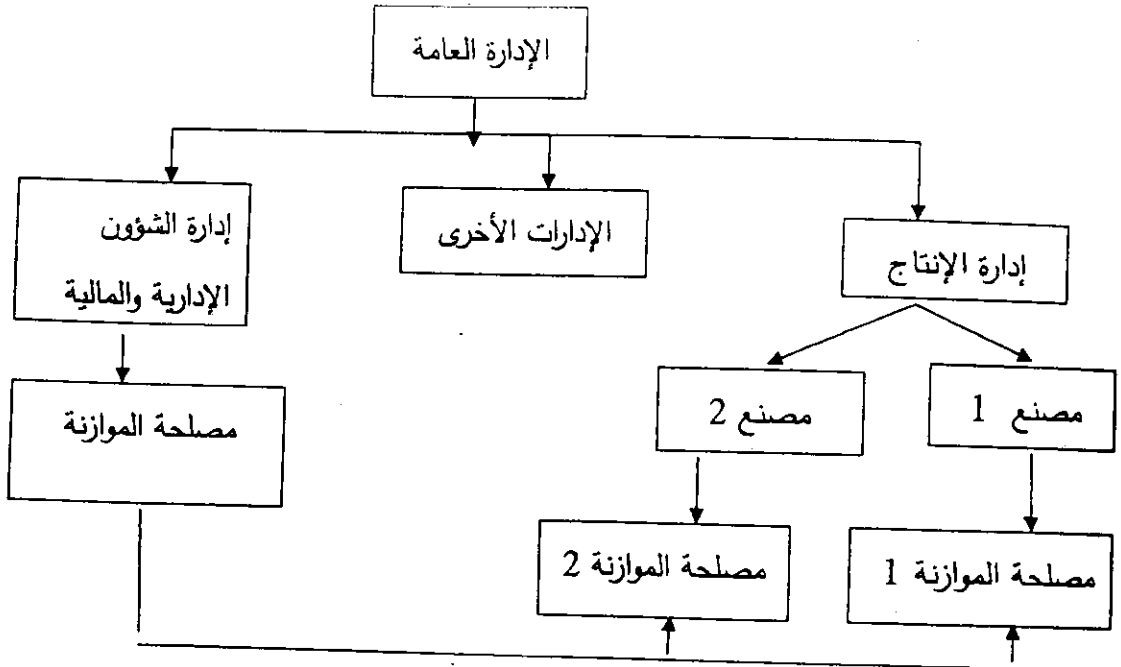 الإدارة العامة
إدارة الإنتاج
الإدارات الأخرى
إدارة الشؤون
الإدارية والمالية
مصنع 1
مصنع 2
مصلحة الموازنة
مصلحة الموازنة 1
مصلحة الموازنة 2